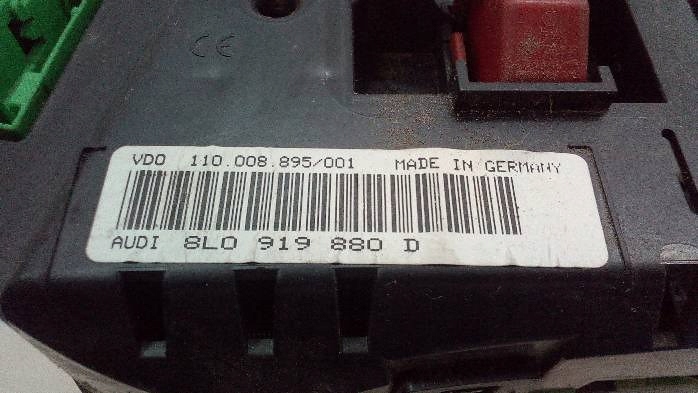 CE
VDO 110.008.895/001 MADE IN GERMANY
AUDI 8L0 919 880 D